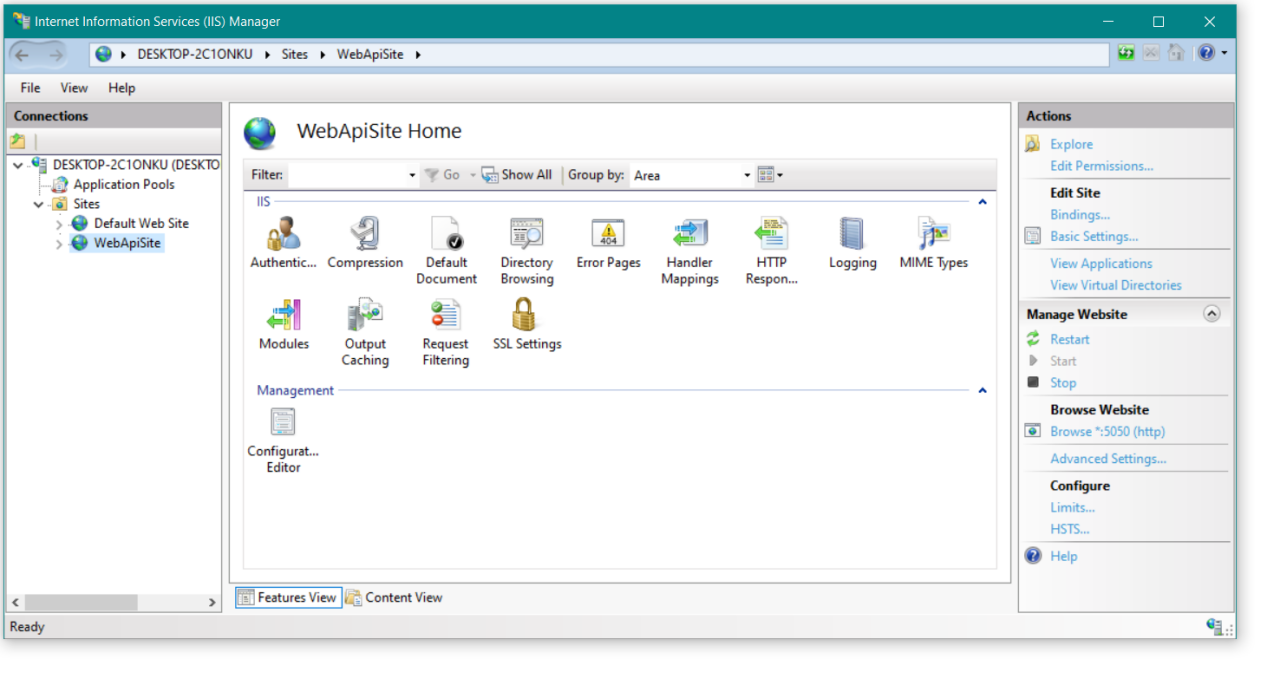 Internet Information Services (IIS) Manager
DESKTOP-2C1ONKU
Sites
WebApiSite
File View Help
Connections
DESKTOP-2C1ONKU (DESKTO
Application Pools
Sites
Default Web Site
WebApiSite
WebApiSite Home
Filter: Go Show All Group by: Area
IIS
Authentic...
Compression
Default
Document
Directory
Browsing
Error Pages
Handler
Mappings
HTTP
Respon...
Logging
MIME Types
Modules
Output
Caching
Request
Filtering
SSL Settings
Management
Configurat...
Editor
Features View Content View
Actions
Explore
Edit Permissions...
Edit Site
Bindings...
Basic Settings...
View Applications
View Virtual Directories
Manage Website
Restart
Start
Stop
Browse Website
Browse *:5050 (http)
Advanced Settings...
Configure
Limits...
HSTS...
Help
Ready